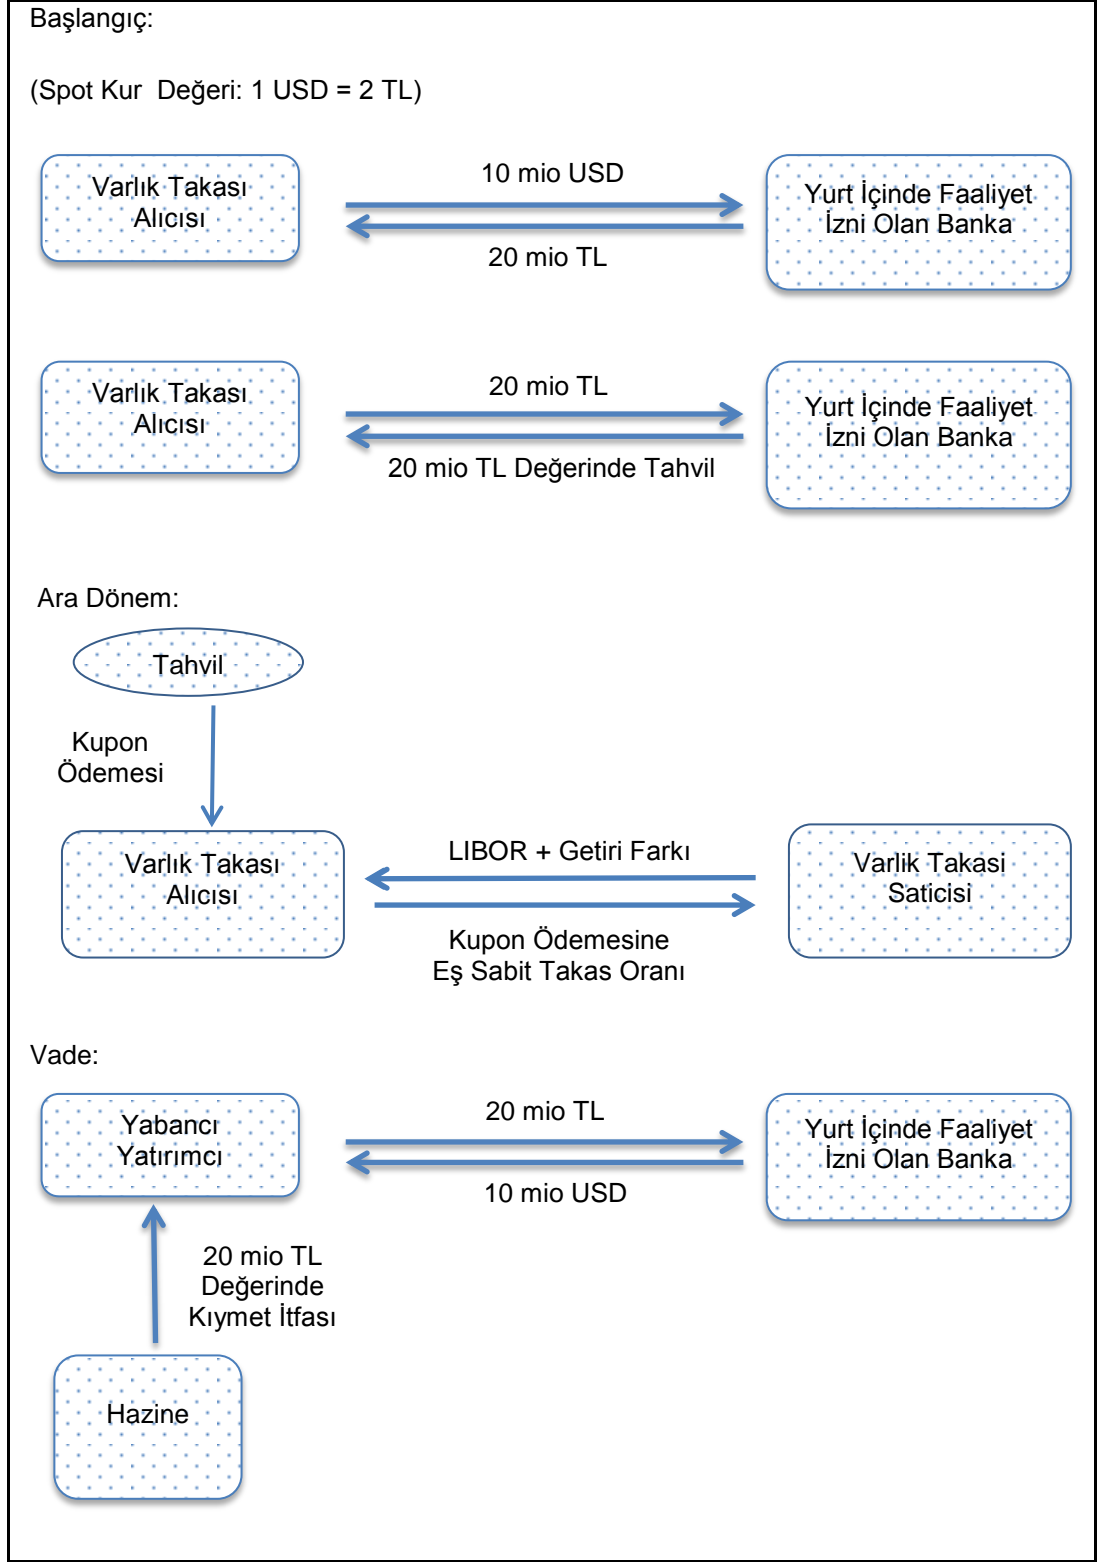 Başlangıç:
(Spot Kur Değeri: 1 USD = 2 TL)
Varlık Takası
Alıcısı
10 mio USD
20 mio TL
Yurt İçinde Faaliyet
İzni Olan Banka
Varlık Takası
Alıcısı
20 mio TL
20 mio TL Değerinde Tahvil
Yurt İçinde Faaliyet
İzni Olan Banka
Ara Dönem:
Tahvil
Kupon
Ödemesi
Varlık Takası
Alıcısı
LIBOR + Getiri Farkı
Kupon Ödemesine
Eş Sabit Takas Oranı
Varlik Takasi
Saticisi
Vade:
Yabancı
Yatırımcı
20 mio TL
10 mio USD
Yurt İçinde Faaliyet
İzni Olan Banka
20 mio TL
Değerinde
Kıymet İtfası
Hazine